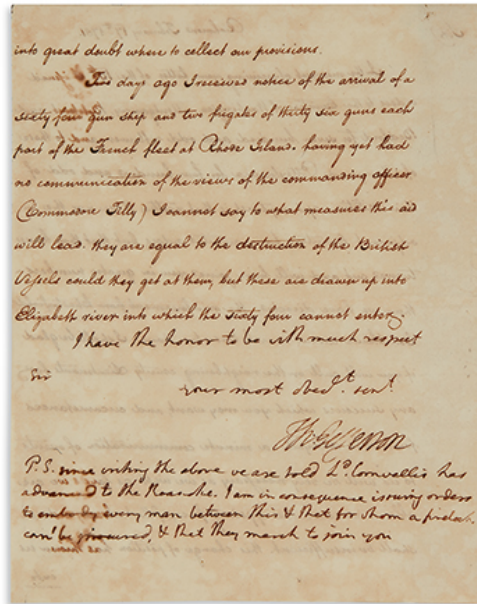 into great doubt where to collect our provisions.
Two days ago I received notice of the arrival of a
sixty four gun ship and two frigates of thirty six guns each
part of the French fleet at Rhode Island. having yet had
no communication of the views of the commanding officer
(Commodore Tilly) I cannot say to what measures this aid
will lead. they are equal to the destruction of the British
Vessels could they get at them, but these are drawn up into
Elizabeth river into which the sixty four cannot enter.
I have the honor to be with much respect
Sir
your most obedt. servt.
Th Jefferson
P.S. since writing the above we are told Ld. Cornwallis has
advanced to the Roanoke. I am in consequence issuing orders
to every man between this & that for whom a firelock
can be procured, & that they march to join you